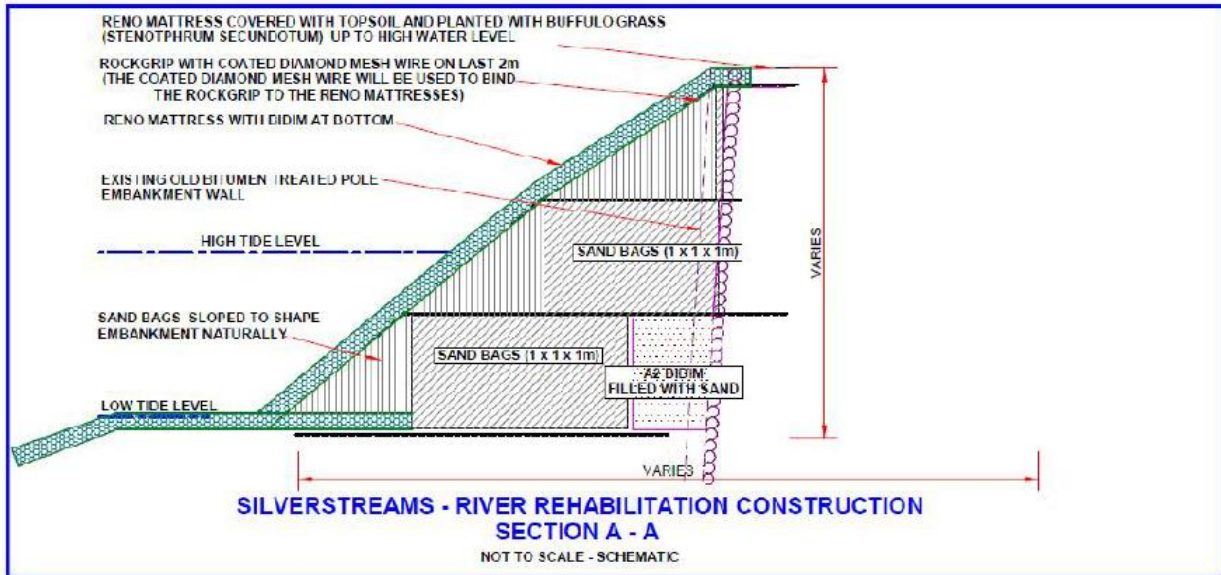 RENO MATTRESS COVERED WITH TOPSOIL AND PLANTED WITH BUFFULO GRASS
(STENOTPHRUM SECUNDOTUM) UP TO HIGH WATER LEVEL
ROCKGRIP WITH COATED DIAMOND MESH WIRE ON LAST 2m
(THE COATED DIAMOND MESH WIRE WILL BE USED TO BIND
THE ROCKGRIP TO THE RENO MATTRESSES)
RENO MATTRESS WITH BIDIM AT BOTTOM
EXISTING OLD BITUMEN TREATED POLE
EMBANKMENT WALL
HIGH TIDE LEVEL
SAND BAGS (1 x 1 x 1m)
VARIES
SAND BAGS SLOPED TO SHAPE
EMBANKMENT NATURALLY
SAND BAGS (1 x 1 x 1m)
A2 BIDIM
FILLED WITH SAND
LOW TIDE LEVEL
VARIES
SILVERSTREAMS - RIVER REHABILITATION CONSTRUCTION
SECTION A - A
NOT TO SCALE - SCHEMATIC